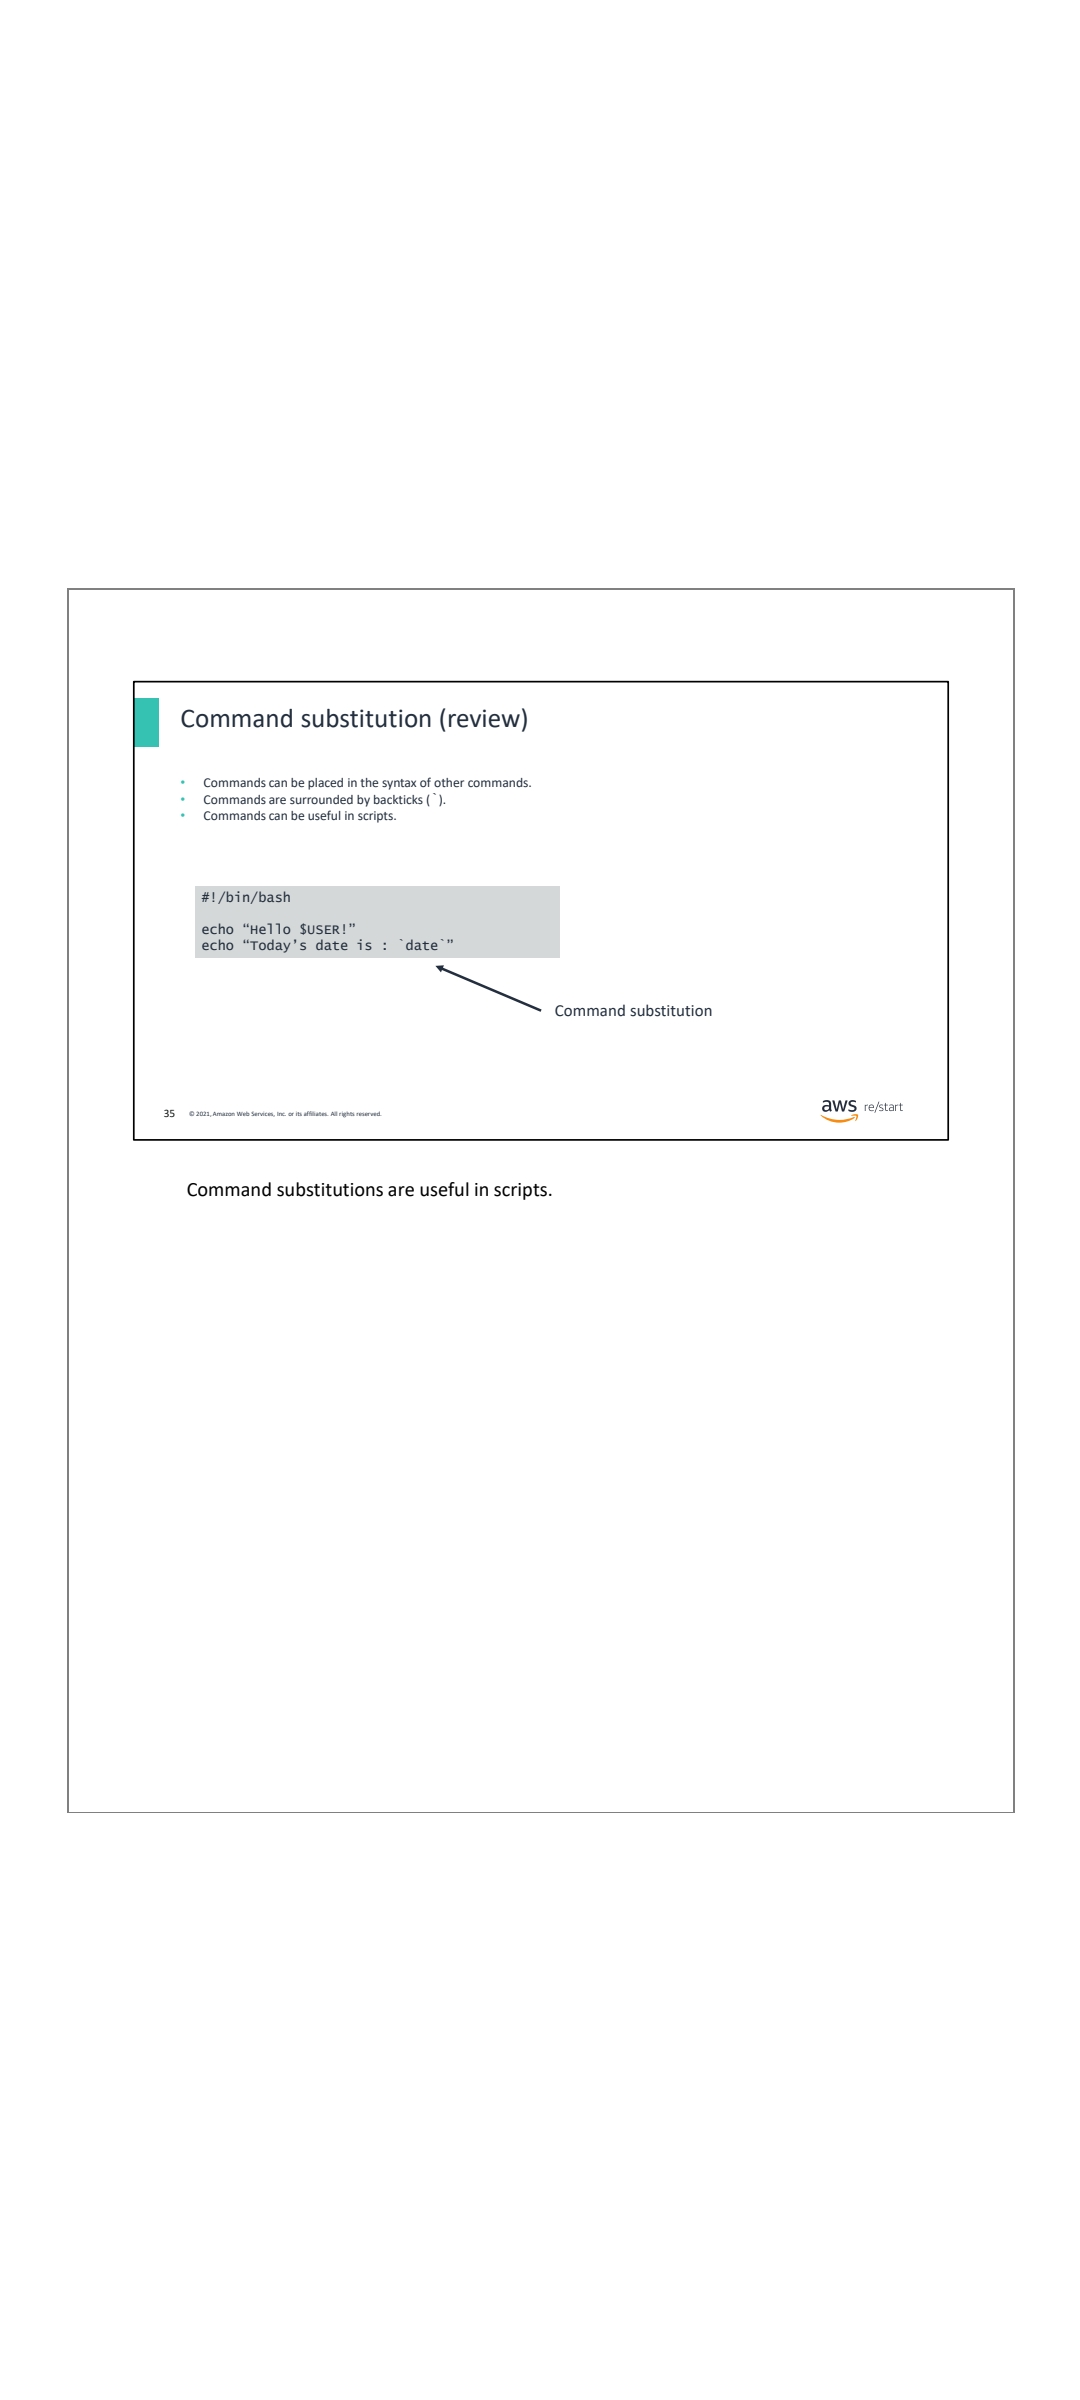 Command substitution (review)
• Commands can be placed in the syntax of other commands.
• Commands are surrounded by backticks ( ` ).
• Commands can be useful in scripts.
#!/bin/bash
echo “Hello $USER!”
echo “Today’s date is : `date`”
Command substitution
35 © 2021, Amazon Web Services, Inc. or its affiliates. All rights reserved.
aws re/start
Command substitutions are useful in scripts.